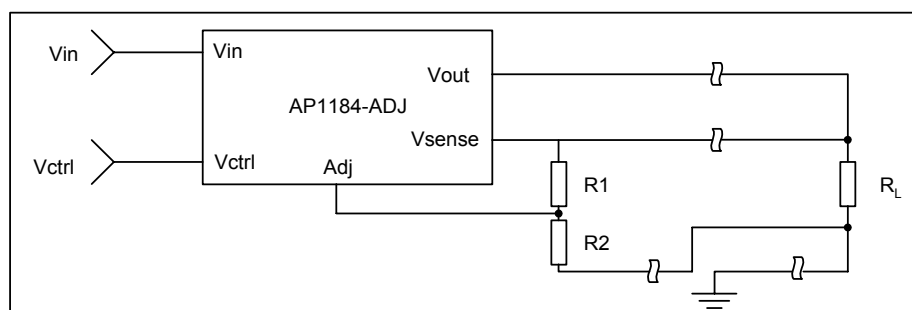 Vin
Vin
Vout
AP1184-ADJ
Vsense
Vctrl
Vctrl
Adj
R1
R2
RL